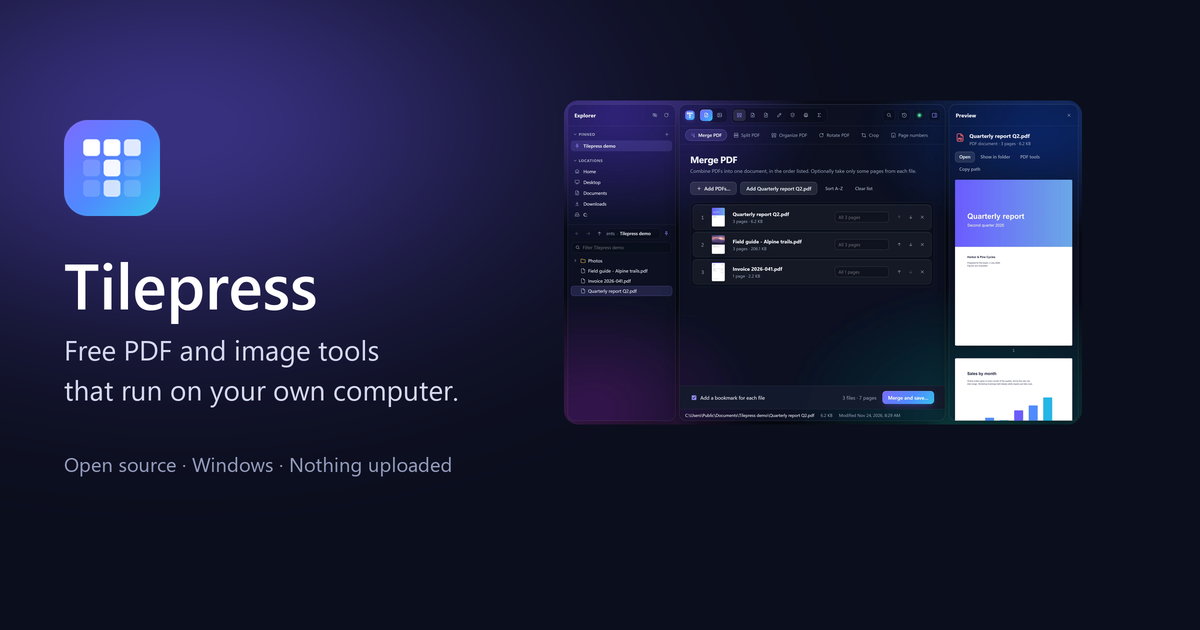 Tilepress
Free PDF and image tools
that run on your own computer.
Open source · Windows · Nothing uploaded
Explorer
PINNED
Tilepress demo
LOCATIONS
Home
Desktop
Documents
Downloads
C:
Tilepress demo
Filter Tilepress demo
Photos
Field guide - Alpine trails.pdf
Invoice 2026-041.pdf
Quarterly report Q2.pdf
Merge PDF Split PDF Organize PDF Rotate PDF Crop Page numbers
Merge PDF
Combine PDFs into one document, in the order listed. Optionally take only some pages from each file.
+ Add PDFs... Add Quarterly report Q2.pdf Sort A-Z Clear list
1 Quarterly report Q2.pdf All 3 pages
3 pages · 6.2 KB
2 Field guide - Alpine trails.pdf All 3 pages
3 pages · 209.1 KB
3 Invoice 2026-041.pdf All 1 pages
1 page · 2.2 KB
Add a bookmark for each file 3 files · 7 pages Merge and save...
C:\Users\Public\Documents\Tilepress demo\Quarterly report Q2.pdf 6.2 KB Modified Nov 24, 2026, 8:29 AM
Preview
Quarterly report Q2.pdf
PDF document · 3 pages · 6.2 KB
Open Show in folder PDF tools
Copy path
Quarterly report
Second quarter 2026
1
Sales by month